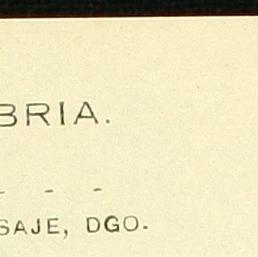 BRIA.
- - -
SAJE, DGO.